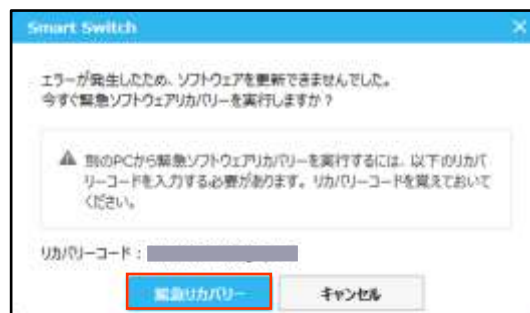 Smart Switch
エラーが発生したため、ソフトウェアを更新できませんでした。
今すぐ緊急ソフトウェアリカバリーを実行しますか？
別のPCから緊急ソフトウェアリカバリーを実行するには、以下のリカバ
リーコードを入力する必要があります。リカバリーコードを覚えておいて
ください。
リカバリーコード：
緊急リカバリー
キャンセル